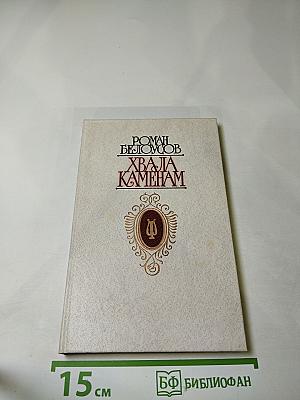 РОМАН
БЕЛОУСОВ
ХВАЛА
КАМЕНАМ
15 см
БФ БИБЛИОФАН